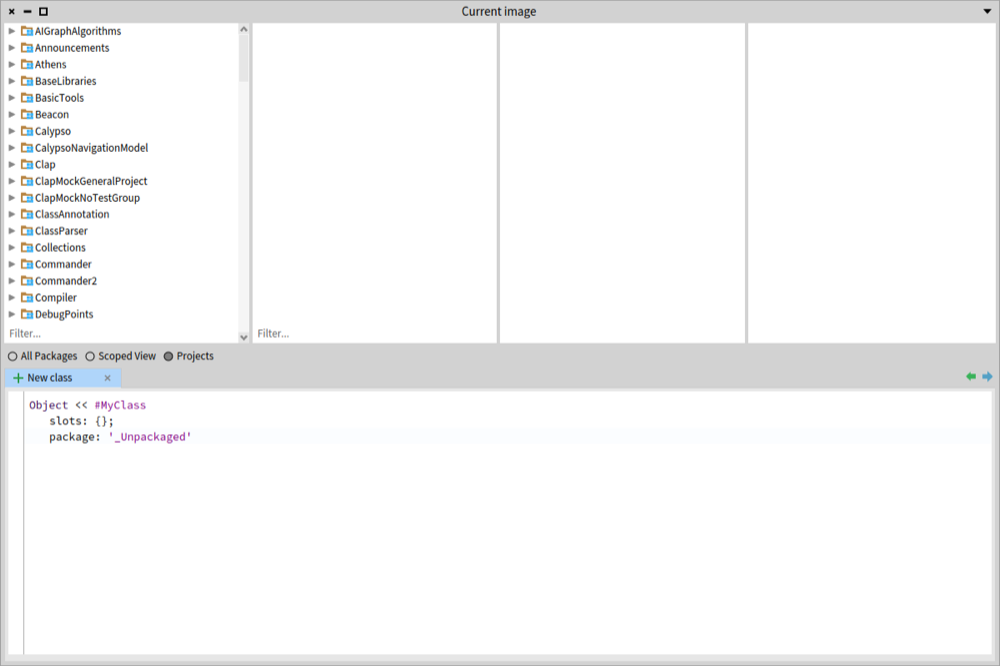 Current image
AIGraphAlgorithms
Announcements
Athens
BaseLibraries
BasicTools
Beacon
Calypso
CalypsoNavigationModel
Clap
ClapMockGeneralProject
ClapMockNoTestGroup
ClassAnnotation
ClassParser
Collections
Commander
Commander2
Compiler
DebugPoints
Filter... Filter...
All Packages Scoped View Projects
New class
Object << #MyClass
slots: {};
package: '_Unpackaged'